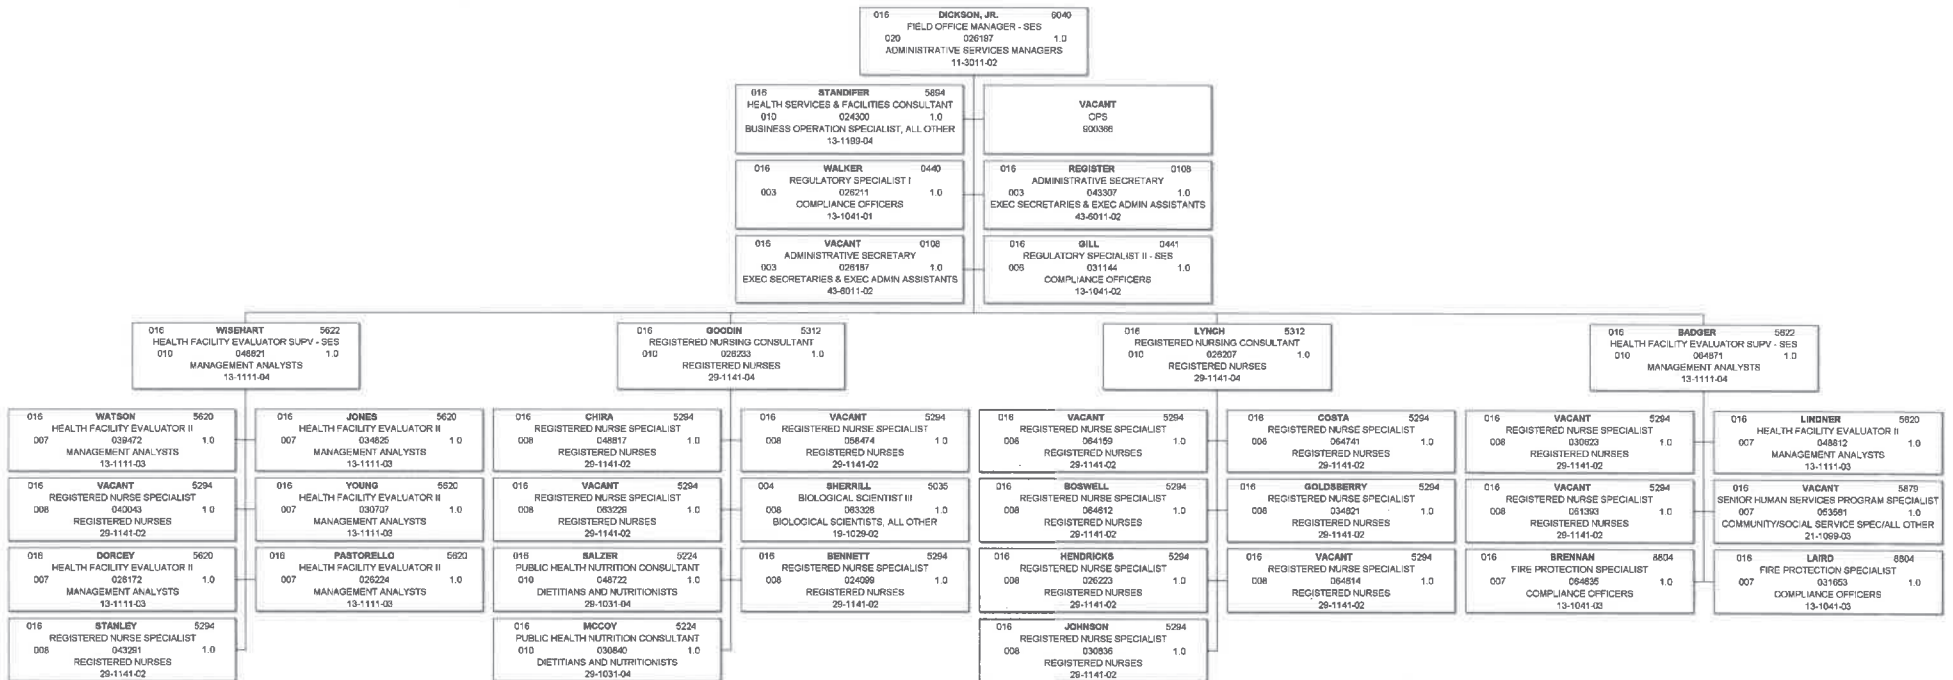 016 DICKSON, JR. 6040
FIELD OFFICE MANAGER - SES
020 026197 1.0
ADMINISTRATIVE SERVICES MANAGERS
11-3011-02
016 STANDIFER 5894
HEALTH SERVICES & FACILITIES CONSULTANT
010 024300 1.0
BUSINESS OPERATION SPECIALIST, ALL OTHER
13-1199-04
VACANT
OPS
900366
016 WALKER 0440
REGULATORY SPECIALIST I
003 026211 1.0
COMPLIANCE OFFICERS
13-1041-01
016 REGISTER 0108
ADMINISTRATIVE SECRETARY
003 043307 1.0
EXEC SECRETARIES & EXEC ADMIN ASSISTANTS
43-6011-02
016 VACANT 0108
ADMINISTRATIVE SECRETARY
003 026187 1.0
EXEC SECRETARIES & EXEC ADMIN ASSISTANTS
43-6011-02
016 GILL 0441
REGULATORY SPECIALIST II - SES
006 031144 1.0
COMPLIANCE OFFICERS
13-1041-02
016 WISEHART 5622
HEALTH FACILITY EVALUATOR SUPV - SES
010 048821 1.0
MANAGEMENT ANALYSTS
13-1111-04
016 GOODIN 5312
REGISTERED NURSING CONSULTANT
010 026233 1.0
REGISTERED NURSES
29-1141-04
016 LYNCH 5312
REGISTERED NURSING CONSULTANT
010 026207 1.0
REGISTERED NURSES
29-1141-04
016 BADGER 5622
HEALTH FACILITY EVALUATOR SUPV - SES
010 064871 1.0
MANAGEMENT ANALYSTS
13-1111-04
016 WATSON 5620
HEALTH FACILITY EVALUATOR II
007 039472 1.0
MANAGEMENT ANALYSTS
13-1111-03
016 JONES 5620
HEALTH FACILITY EVALUATOR II
007 034825 1.0
MANAGEMENT ANALYSTS
13-1111-03
016 VACANT 5294
REGISTERED NURSE SPECIALIST
008 040043 1.0
REGISTERED NURSES
29-1141-02
016 YOUNG 5620
HEALTH FACILITY EVALUATOR II
007 030707 1.0
MANAGEMENT ANALYSTS
13-1111-03
016 DORCEY 5620
HEALTH FACILITY EVALUATOR II
007 026172 1.0
MANAGEMENT ANALYSTS
13-1111-03
016 PASTORELLO 5620
HEALTH FACILITY EVALUATOR II
007 026224 1.0
MANAGEMENT ANALYSTS
13-1111-03
016 STANLEY 5294
REGISTERED NURSE SPECIALIST
008 043291 1.0
REGISTERED NURSES
29-1141-02
016 CHIRA 5294
REGISTERED NURSE SPECIALIST
008 048817 1.0
REGISTERED NURSES
29-1141-02
016 VACANT 5294
REGISTERED NURSE SPECIALIST
008 058474 1.0
REGISTERED NURSES
29-1141-02
016 VACANT 5294
REGISTERED NURSE SPECIALIST
008 063229 1.0
REGISTERED NURSES
29-1141-02
004 SHERRILL 5035
BIOLOGICAL SCIENTIST III
008 063328 1.0
BIOLOGICAL SCIENTISTS, ALL OTHER
19-1029-02
016 SALZER 5224
PUBLIC HEALTH NUTRITION CONSULTANT
010 048722 1.0
DIETITIANS AND NUTRITIONISTS
29-1031-04
016 BENNETT 5294
REGISTERED NURSE SPECIALIST
008 024099 1.0
REGISTERED NURSES
29-1141-02
016 MCCOY 5224
PUBLIC HEALTH NUTRITION CONSULTANT
010 030840 1.0
DIETITIANS AND NUTRITIONISTS
29-1031-04
016 VACANT 5294
REGISTERED NURSE SPECIALIST
008 064159 1.0
REGISTERED NURSES
29-1141-02
016 COSTA 5294
REGISTERED NURSE SPECIALIST
008 064741 1.0
REGISTERED NURSES
29-1141-02
016 BOSWELL 5294
REGISTERED NURSE SPECIALIST
008 064612 1.0
REGISTERED NURSES
29-1141-02
016 GOLDSBERRY 5294
REGISTERED NURSE SPECIALIST
008 034821 1.0
REGISTERED NURSES
29-1141-02
016 HENDRICKS 5294
REGISTERED NURSE SPECIALIST
008 026223 1.0
REGISTERED NURSES
29-1141-02
016 VACANT 5294
REGISTERED NURSE SPECIALIST
008 064614 1.0
REGISTERED NURSES
29-1141-02
016 JOHNSON 5294
REGISTERED NURSE SPECIALIST
008 030836 1.0
REGISTERED NURSES
29-1141-02
016 VACANT 5294
REGISTERED NURSE SPECIALIST
008 030823 1.0
REGISTERED NURSES
29-1141-02
016 LINDNER 5620
HEALTH FACILITY EVALUATOR II
007 048812 1.0
MANAGEMENT ANALYSTS
13-1111-03
016 VACANT 5294
REGISTERED NURSE SPECIALIST
008 061393 1.0
REGISTERED NURSES
29-1141-02
016 VACANT 5879
SENIOR HUMAN SERVICES PROGRAM SPECIALIST
007 053581 1.0
COMMUNITY/SOCIAL SERVICE SPEC/ALL OTHER
21-1099-03
016 BRENNAN 8804
FIRE PROTECTION SPECIALIST
007 064635 1.0
COMPLIANCE OFFICERS
13-1041-03
016 LAIRD 8804
FIRE PROTECTION SPECIALIST
007 031653 1.0
COMPLIANCE OFFICERS
13-1041-03